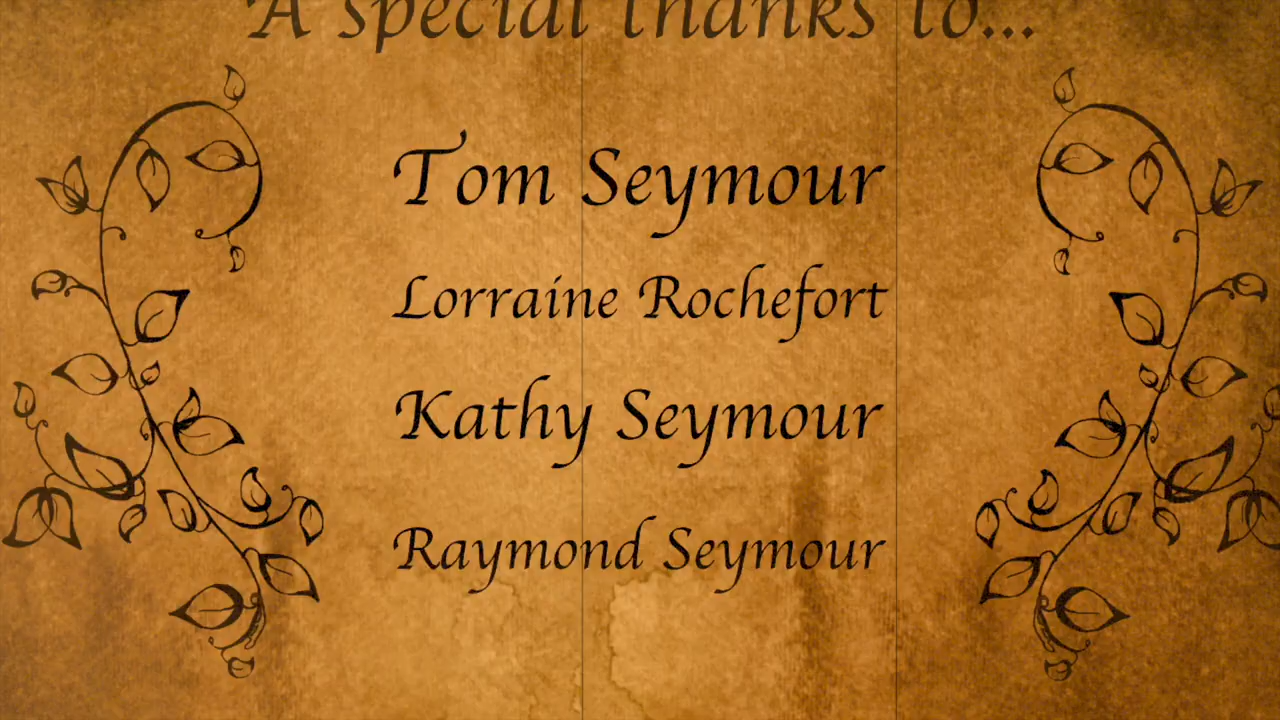 A special thanks to...
Tom Seymour
Lorraine Rochefort
Kathy Seymour
Raymond Seymour